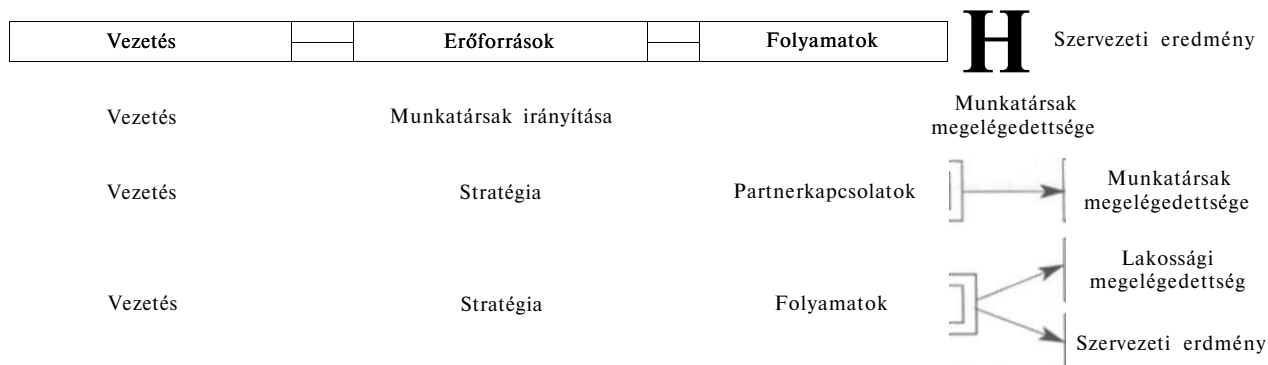 Vezetés Erőforrások Folyamatok H Szervezeti eredmény
Vezetés Munkatársak irányítása Munkatársak
megelégedettsége
Vezetés Stratégia Partnerkapcsolatok Munkatársak
megelégedettsége
Lakossági
megelégedettség
Vezetés Stratégia Folyamatok
Szervezeti erdmény